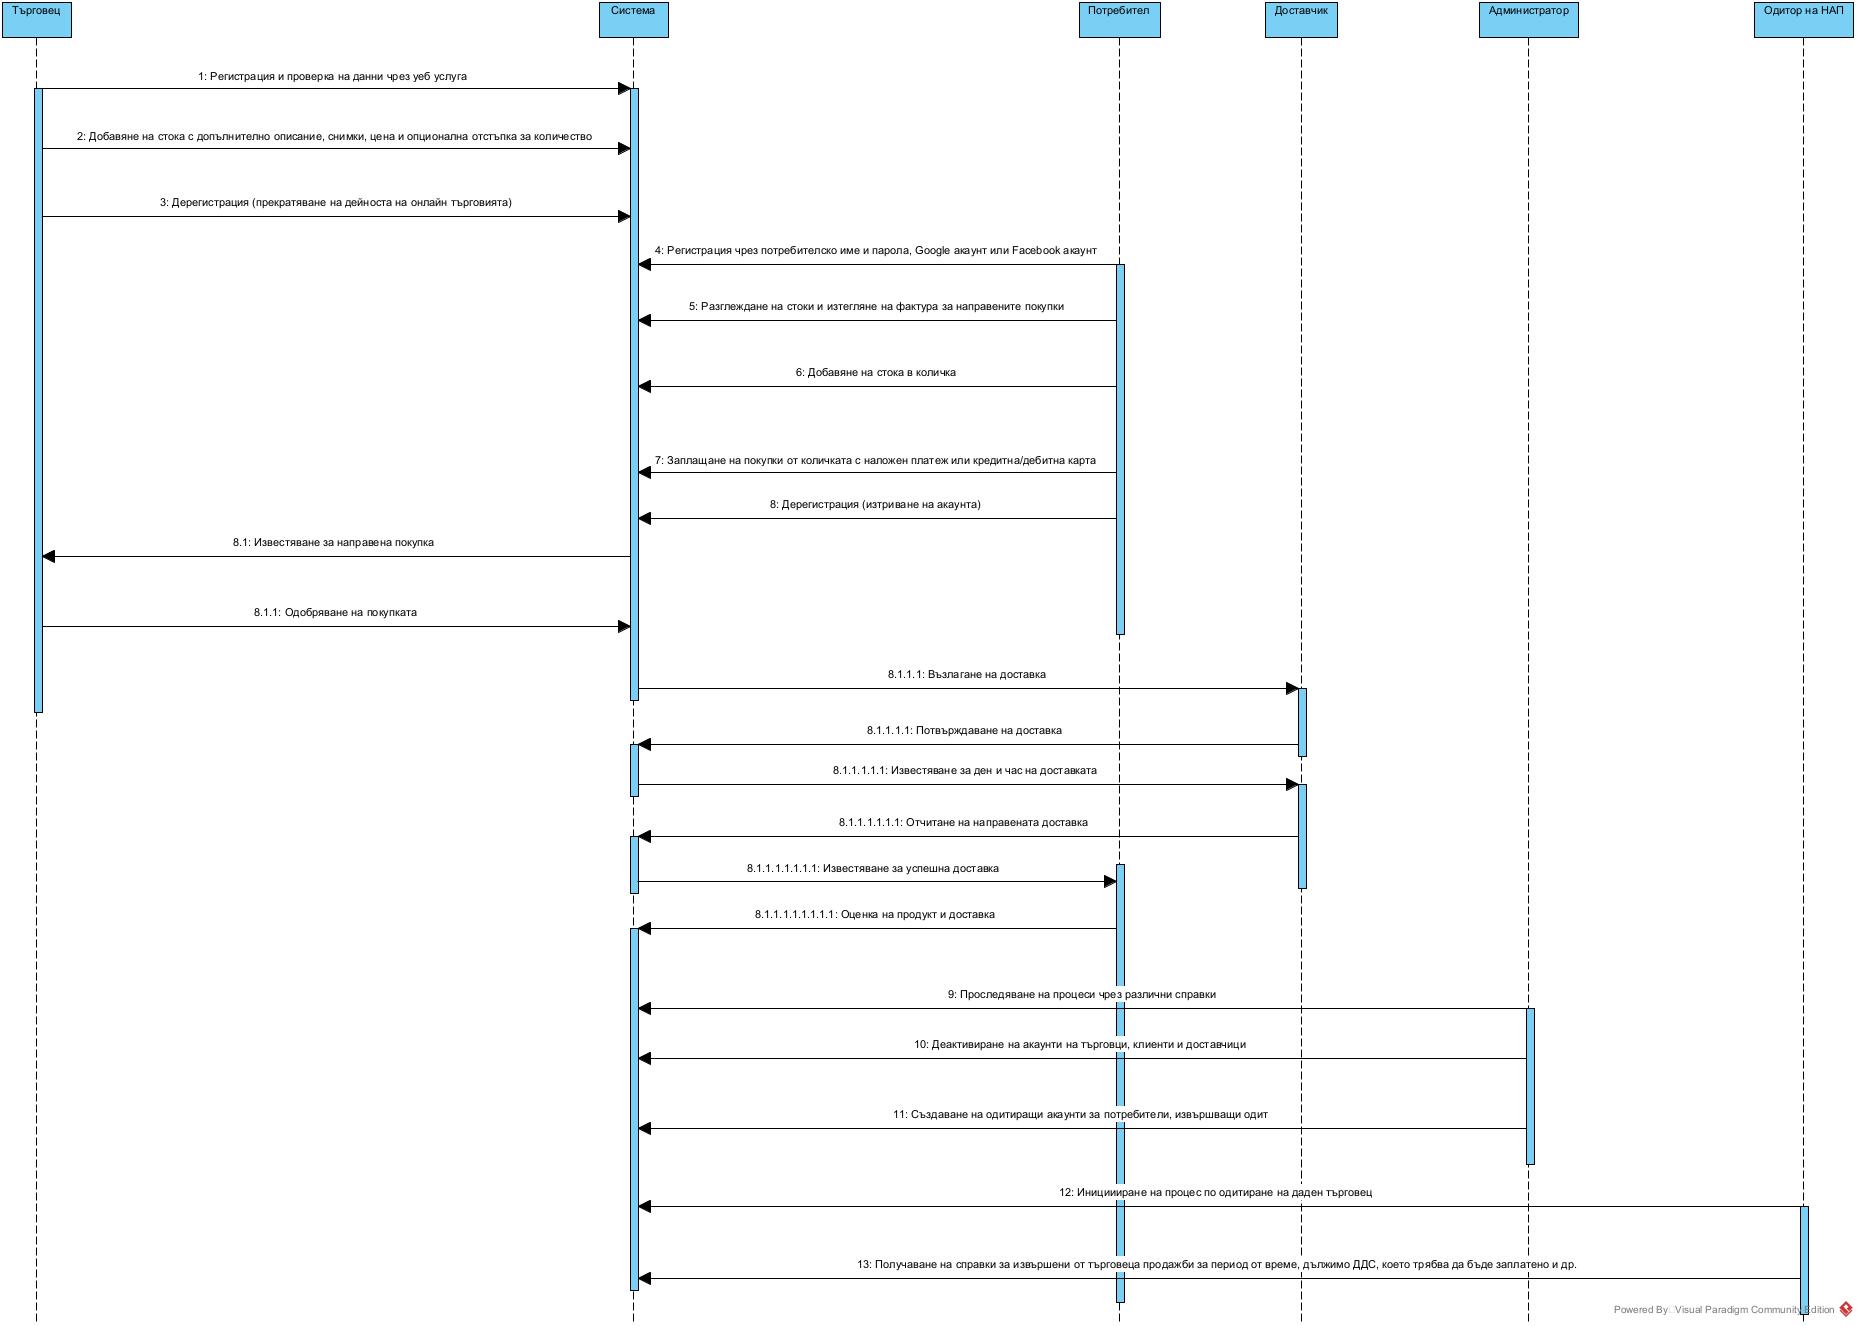 Търговец
Система
Потребител
Доставчик
Администратор
Одитор на НАП
1: Регистрация и проверка на данни чрез уеб услуга
2: Добавяне на стока с допълнително описание, снимки, цена и опционална отстъпка за количество
3: Дерегистрация (прекратяване на дейноста на онлайн търговията)
4: Регистрация чрез потребителско име и парола, Google акаунт или Facebook акаунт
5: Разглеждане на стоки и изтегляне на фактура за направените покупки
6: Добавяне на стока в количка
7: Заплащане на покупки от количката с наложен платеж или кредитна/дебитна карта
8: Дерегистрация (изтриване на акаунта)
8.1: Известяване за направена покупка
8.1.1: Одобряване на покупката
8.1.1.1: Възлагане на доставка
8.1.1.1.1: Потвърждаване на доставка
8.1.1.1.1.1: Известяване за ден и час на доставката
8.1.1.1.1.1.1: Отчитане на направената доставка
8.1.1.1.1.1.1.1: Известяване за успешна доставка
8.1.1.1.1.1.1.1.1: Оценка на продукт и доставка
9: Проследяване на процеси чрез различни справки
10: Деактивиране на акаунти на търговци, клиенти и доставчици
11: Създаване на одитиращи акаунти за потребители, извършващи одит
12: Инициииране на процес по одитиране на даден търговец
13: Получаване на справки за извършени от търговеца продажби за период от време, дължимо ДДС, което трябва да бъде заплатено и др.
Powered By Visual Paradigm Community Edition